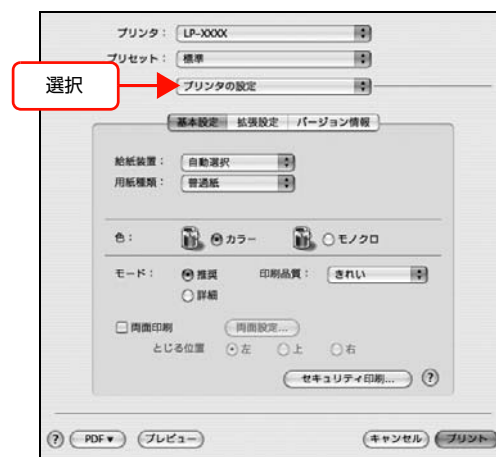 プリンタ： LP-XXXX
プリセット： 標準
選択
プリンタの設定
基本設定 拡張設定 バージョン情報
給紙装置： 自動選択
用紙種類： 普通紙
色： カラー モノクロ
モード： 推奨 印刷品質： きれい
詳細
両面印刷 両面設定...
とじる位置 左 上 右
セキュリティ印刷... ?
? PDF▼ プレビュー キャンセル プリント